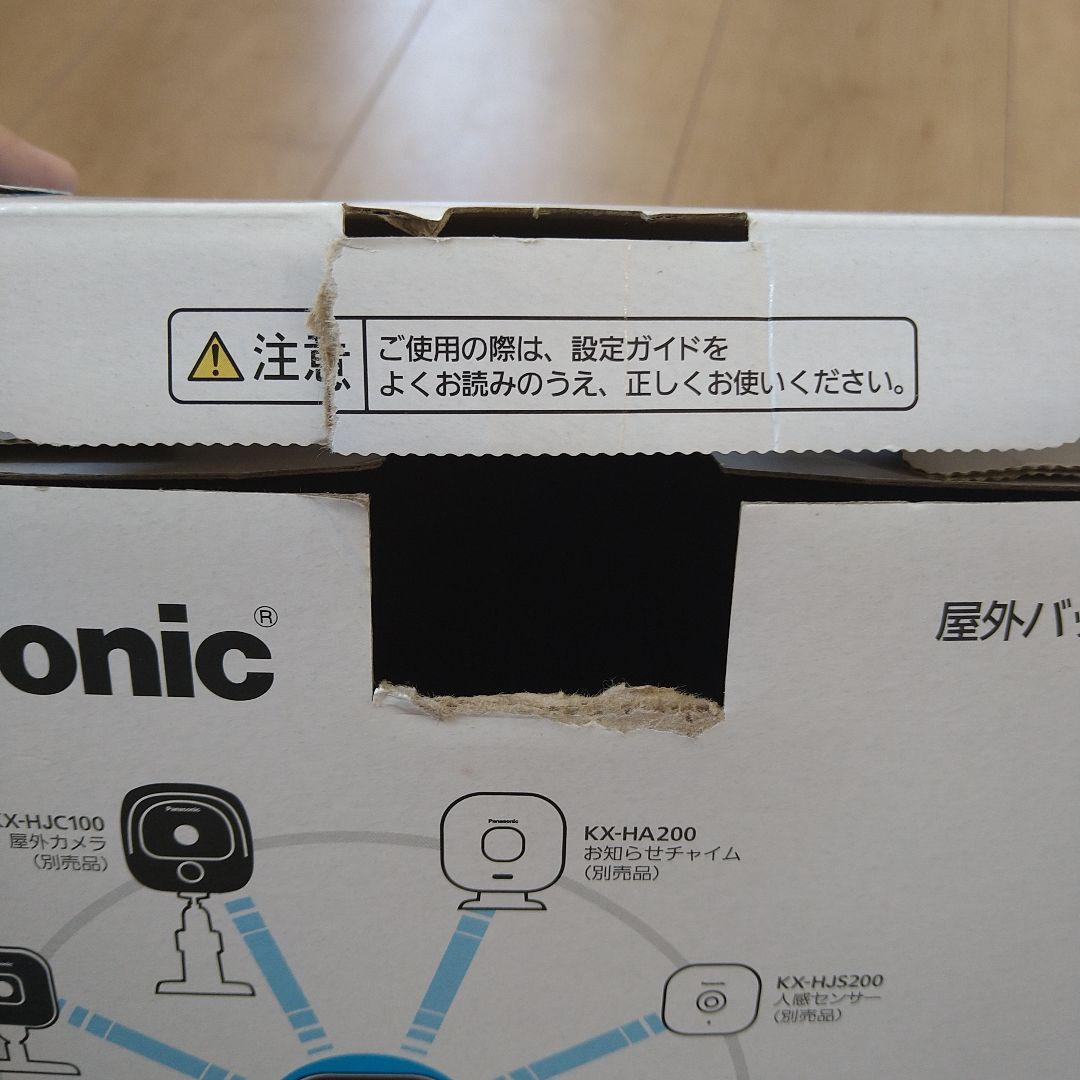 注意
ご使用の際は、設定ガイドを
よくお読みのうえ、正しくお使いください。
onic®
屋外バ
Panasonic
KX-HJC100
屋外カメラ
(別売品)
Panasonic
KX-HA200
お知らせチャイム
(別売品)
KX-HJS200
人感センサー
(別売品)